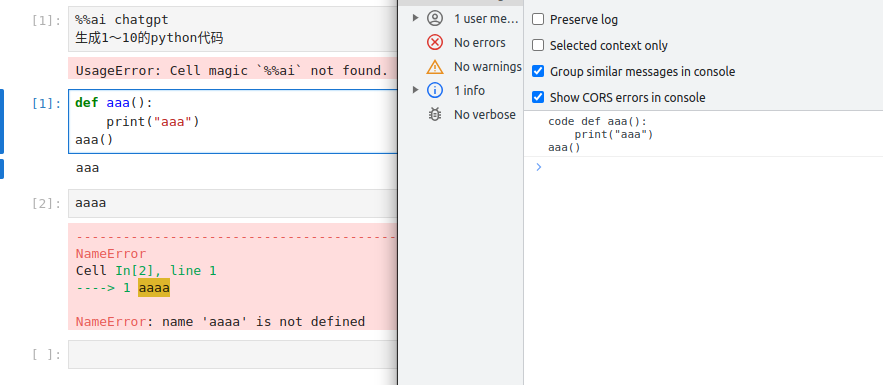 [1]:
%%ai chatgpt
生成1～10的python代码
UsageError: Cell magic `%%ai` not found.
[1]:
def aaa():
    print("aaa")
aaa()
aaa
[2]:
aaaa
---------------------------------------
NameError
Cell In[2], line 1
----> 1 aaaa
NameError: name 'aaaa' is not defined
[ ]:
1 user me...
No errors
No warnings
1 info
No verbose
Preserve log
Selected context only
Group similar messages in console
Show CORS errors in console
code def aaa():
    print("aaa")
aaa()